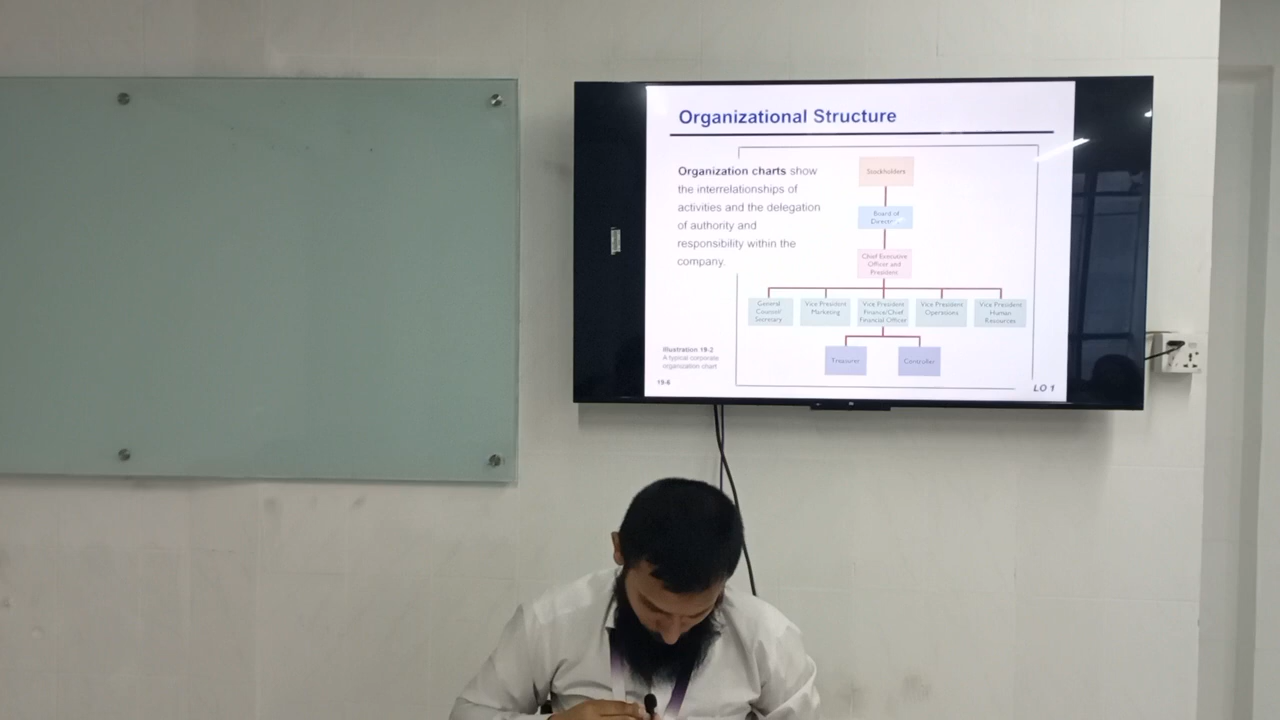 Organizational Structure
Organization charts show
the interrelationships of
activities and the delegation
of authority and
responsibility within the
company.
Stockholders
Board of
Directors
Chief Executive
Officer and
President
General
Counsel/
Secretary
Vice President
Marketing
Vice President
Finance/Chief
Financial Officer
Vice President
Operations
Vice President
Human
Resources
Treasurer
Controller
Illustration 19-2
A typical corporate
organization chart
19-6
LO 1